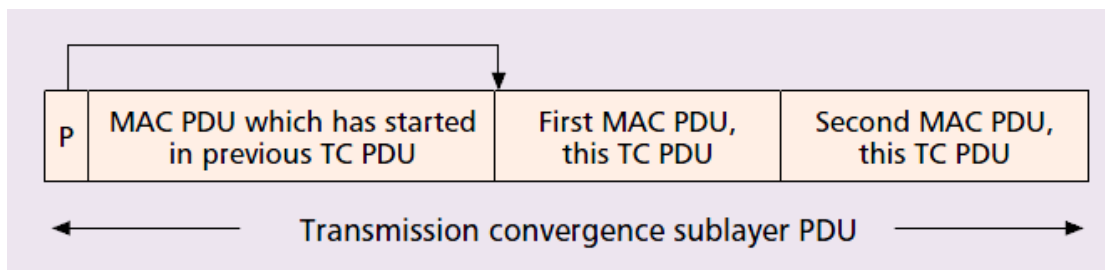 P
MAC PDU which has started
in previous TC PDU
First MAC PDU,
this TC PDU
Second MAC PDU,
this TC PDU
Transmission convergence sublayer PDU